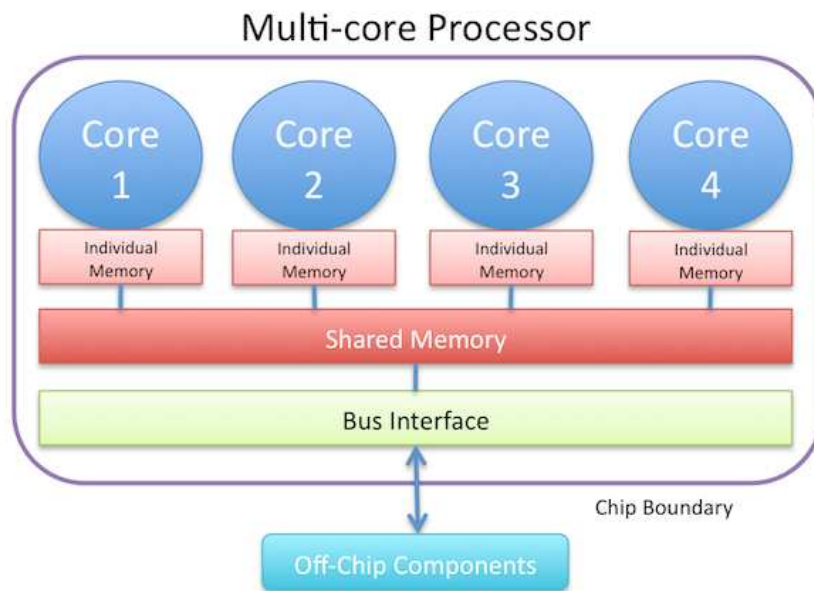 Multi-core Processor
Core
1
Core
2
Core
3
Core
4
Individual
Memory
Individual
Memory
Individual
Memory
Individual
Memory
Shared Memory
Bus Interface
Chip Boundary
Off-Chip Components